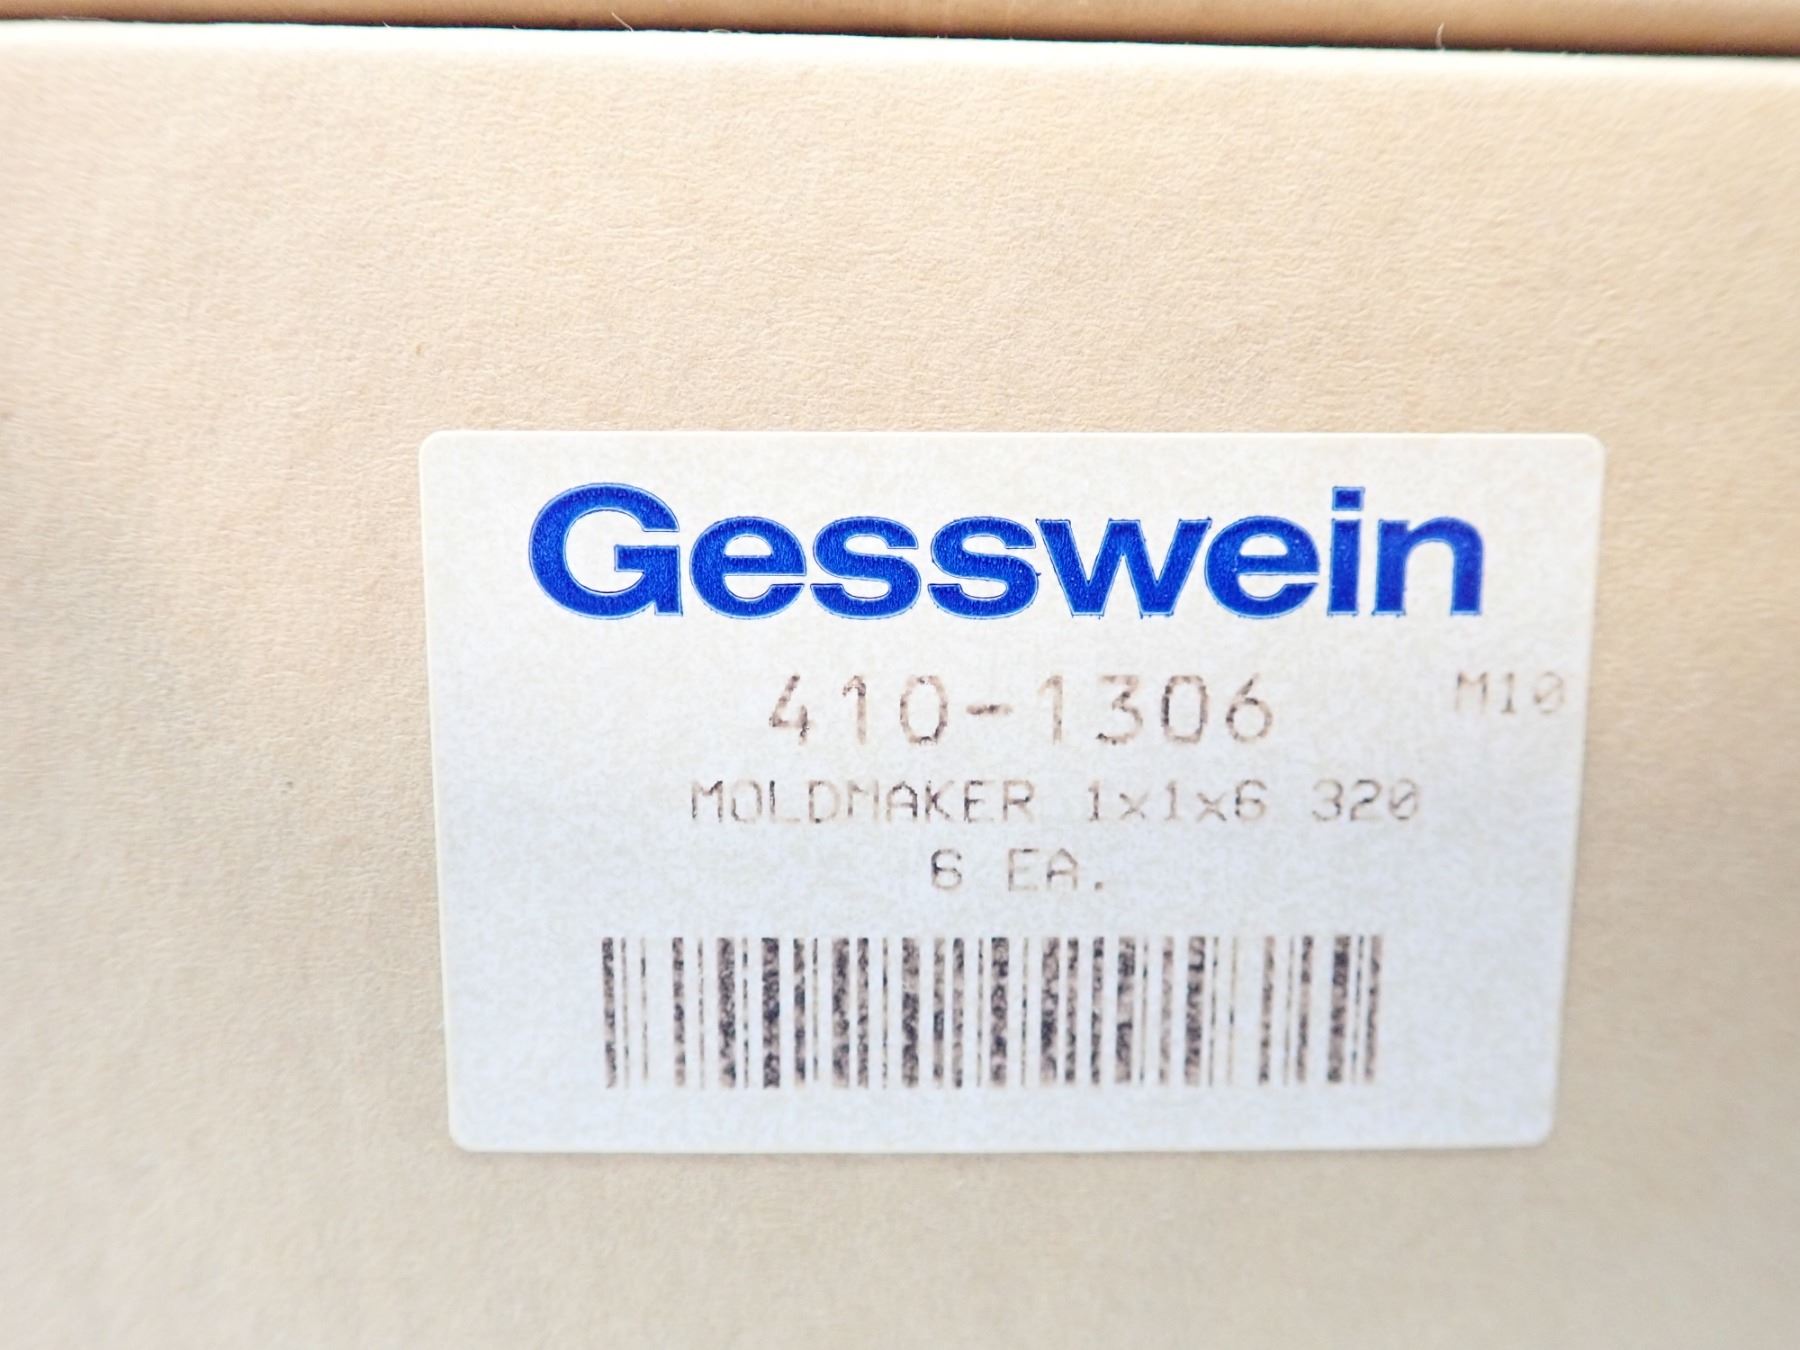 Gesswein
410-1306 M10
MOLDMAKER 1x1x6 320
6 EA.